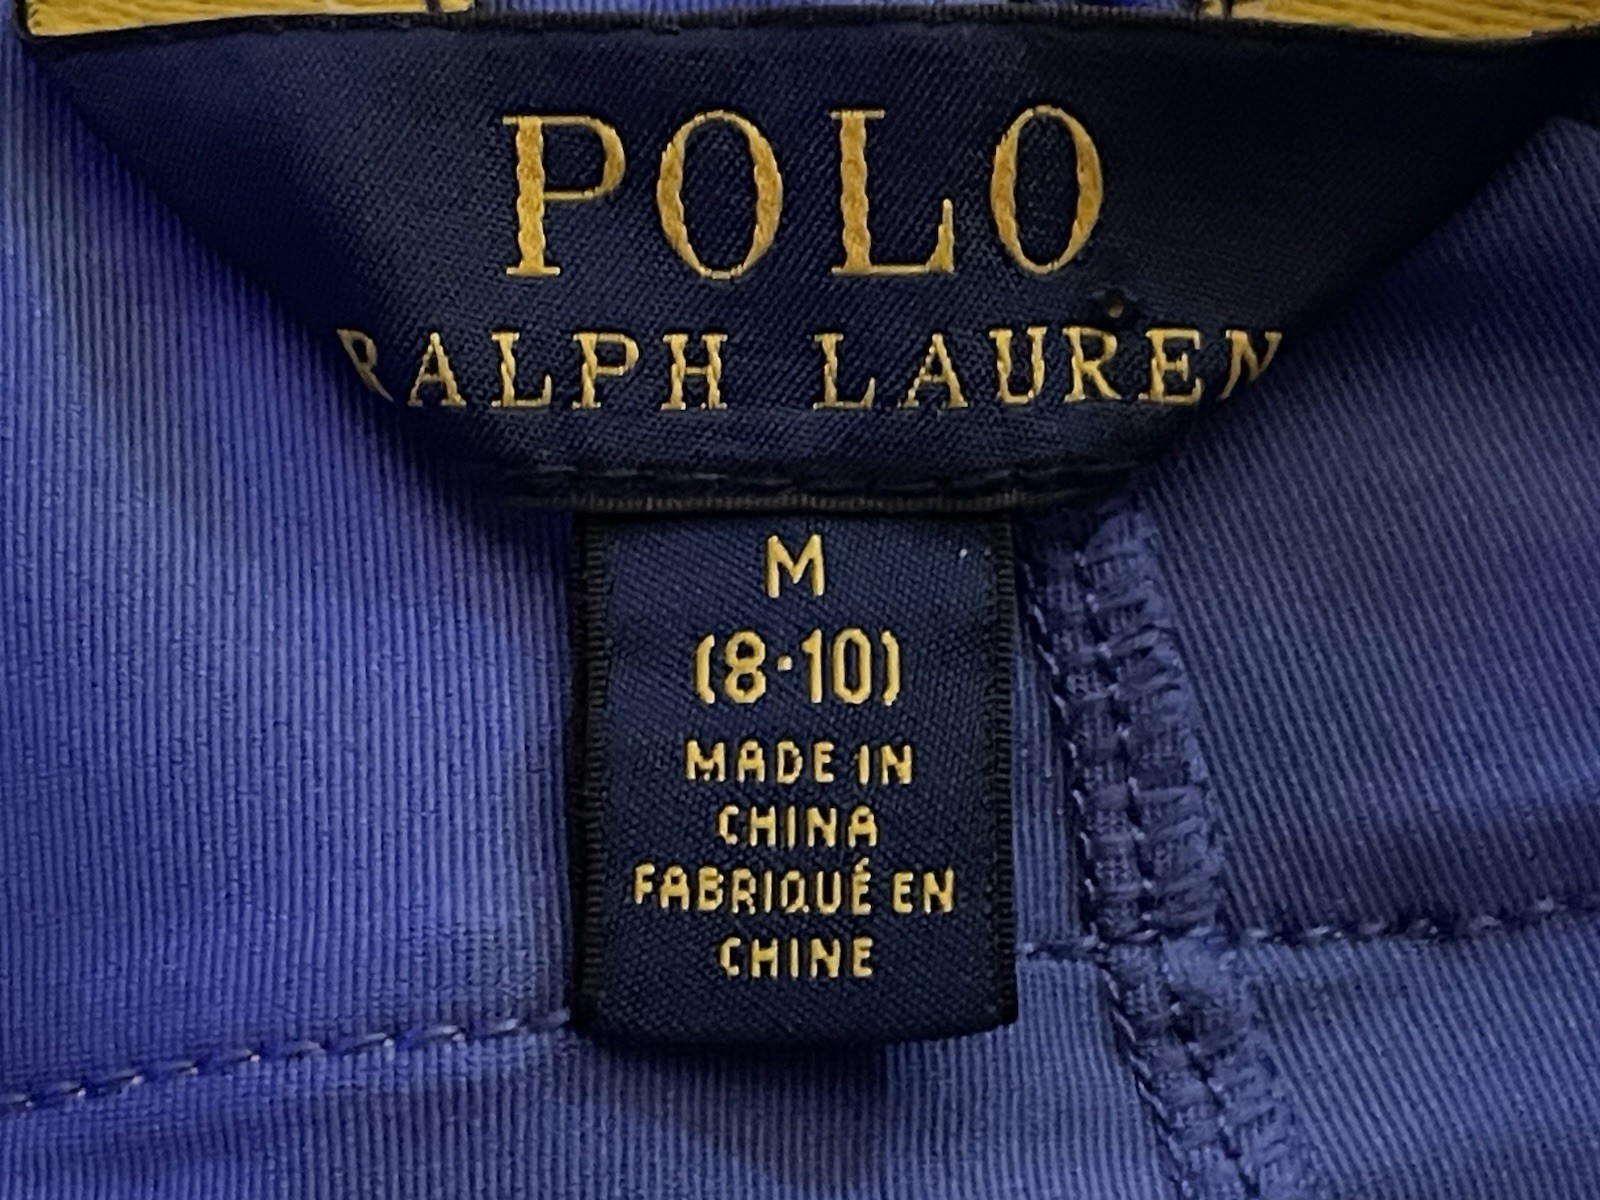 POLO
RALPH LAUREN
M
(8-10)
MADE IN
CHINA
FABRIQUÉ EN
CHINE